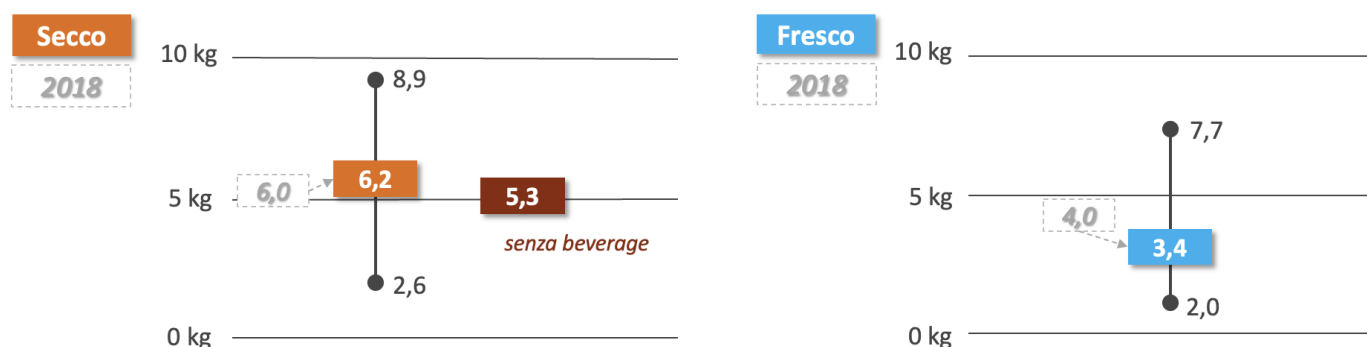 Secco
2018
10 kg
8,9
6,2
6,0
5 kg
5,3
senza beverage
2,6
0 kg
Fresco
2018
10 kg
7,7
5 kg
4,0
3,4
2,0
0 kg